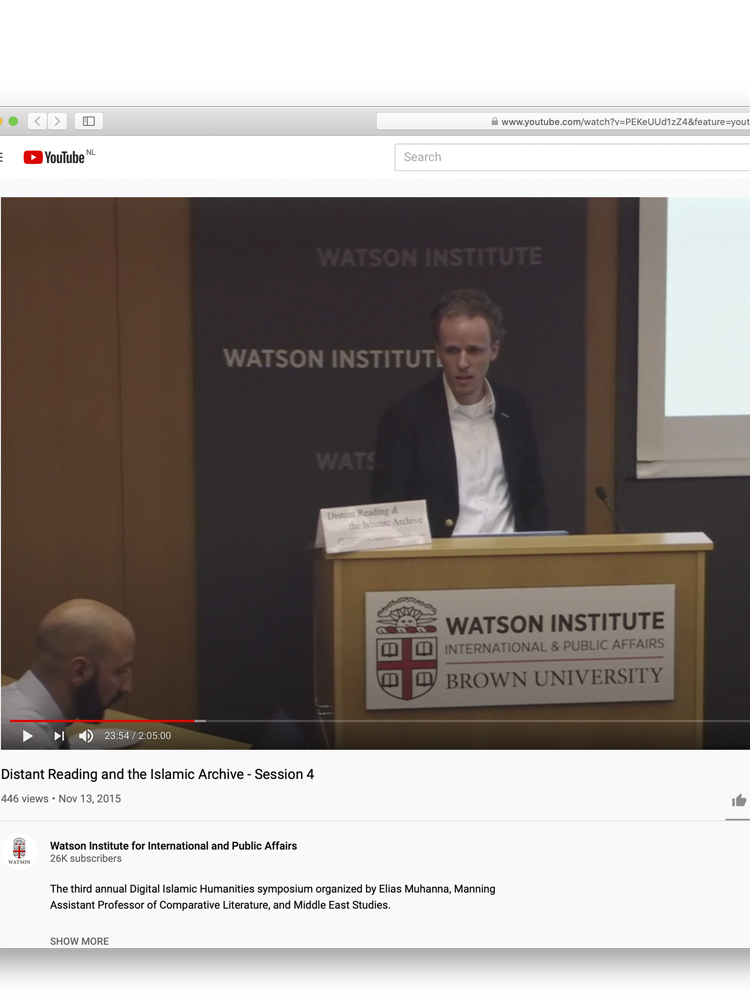 www.youtube.com/watch?v=PEKeUUd1zZ4&feature=yout
YouTube NL
Search
WATSON INSTITUTE
WATSON INSTITUT
WATS
Distant Reading &
the Islamic Archive
WATSON INSTITUTE
INTERNATIONAL & PUBLIC AFFAIRS
BROWN UNIVERSITY
23:54 / 2:05:00
Distant Reading and the Islamic Archive - Session 4
446 views • Nov 13, 2015
WATSON
Watson Institute for International and Public Affairs
26K subscribers
The third annual Digital Islamic Humanities symposium organized by Elias Muhanna, Manning
Assistant Professor of Comparative Literature, and Middle East Studies.
SHOW MORE